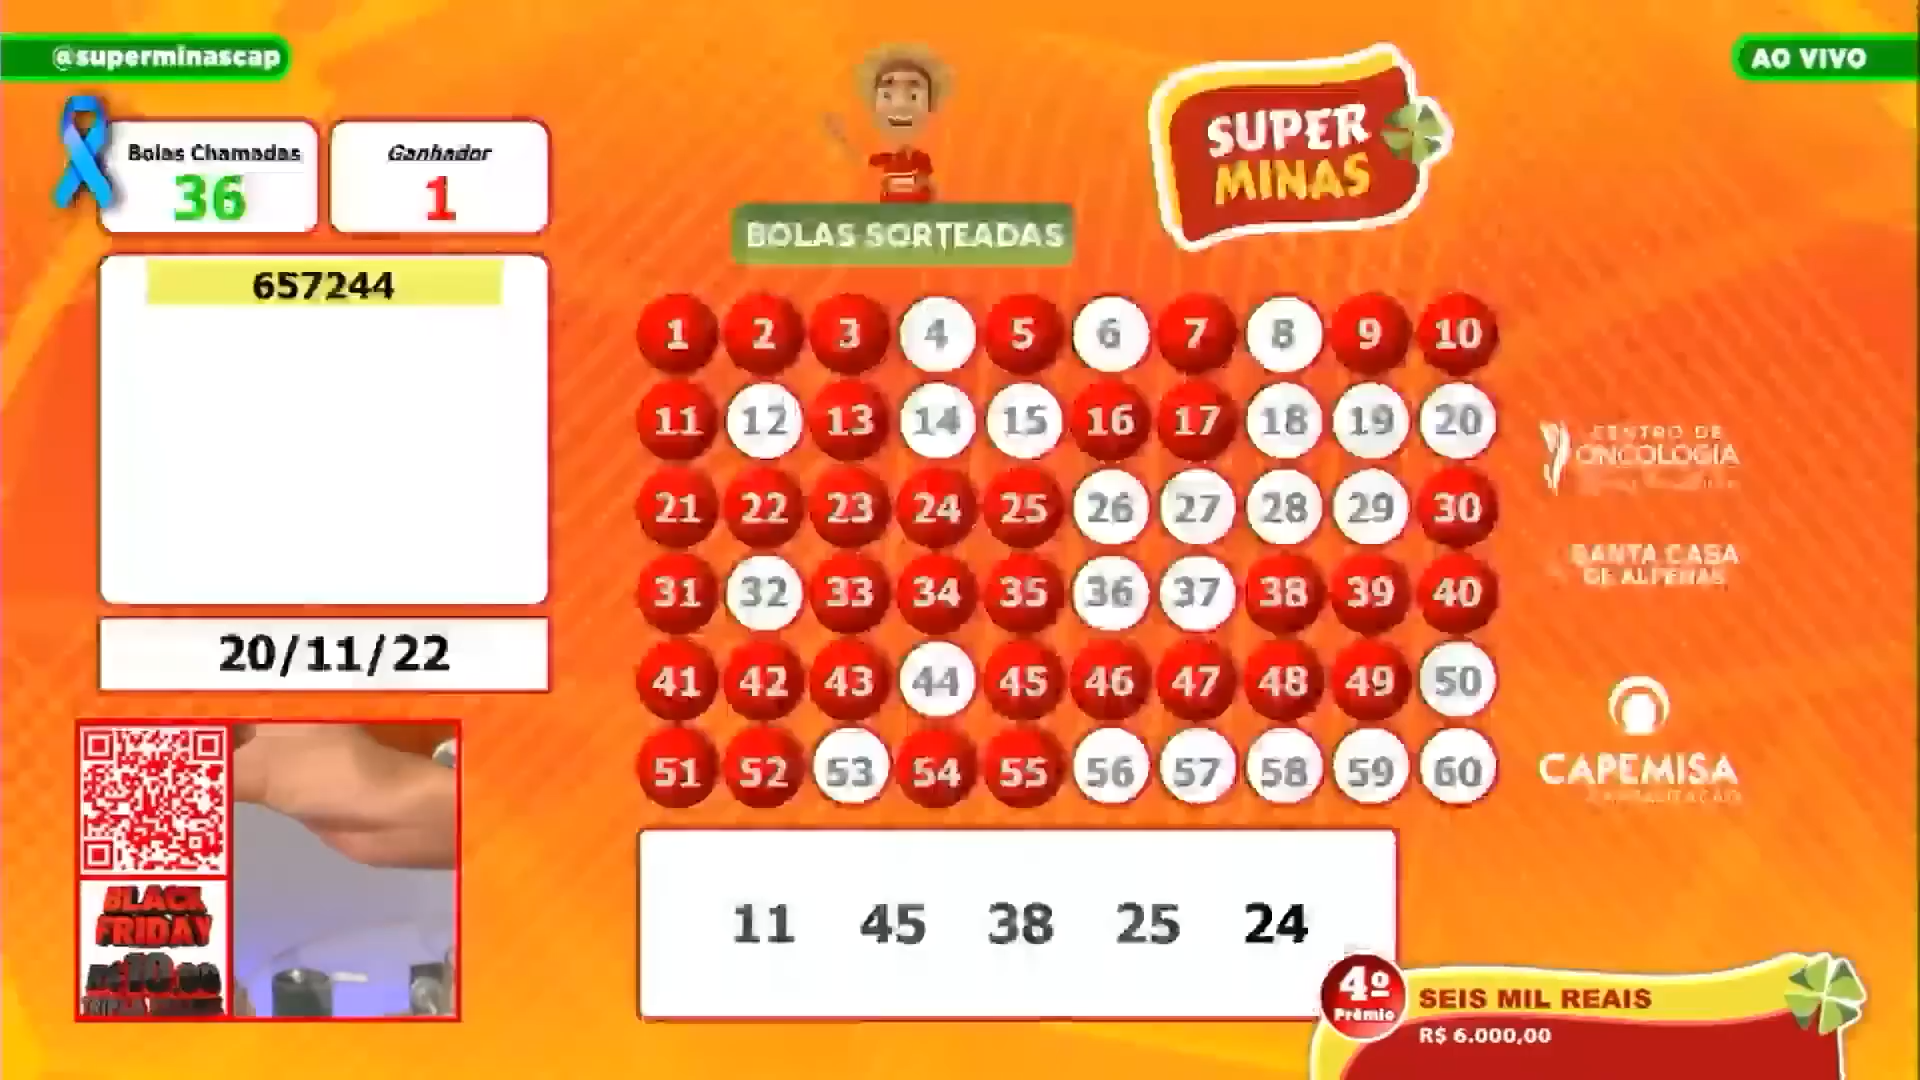 @superminascap
AO VIVO
Bolas Chamadas
36
Ganhador
1
SUPER
MINAS
BOLAS SORTEADAS
657244
1 2 3 4 5 6 7 8 9 10
11 12 13 14 15 16 17 18 19 20
21 22 23 24 25 26 27 28 29 30
31 32 33 34 35 36 37 38 39 40
41 42 43 44 45 46 47 48 49 50
51 52 53 54 55 56 57 58 59 60
CENTRO DE
ONCOLOGIA
SANTA CASA
DE ALFENAS
CAPEMISA
CAPITALIZAÇÃO
20/11/22
BLACK
FRIDAY
R$10,00
11 45 38 25 24
4º
Prêmio
SEIS MIL REAIS
R$ 6.000,00